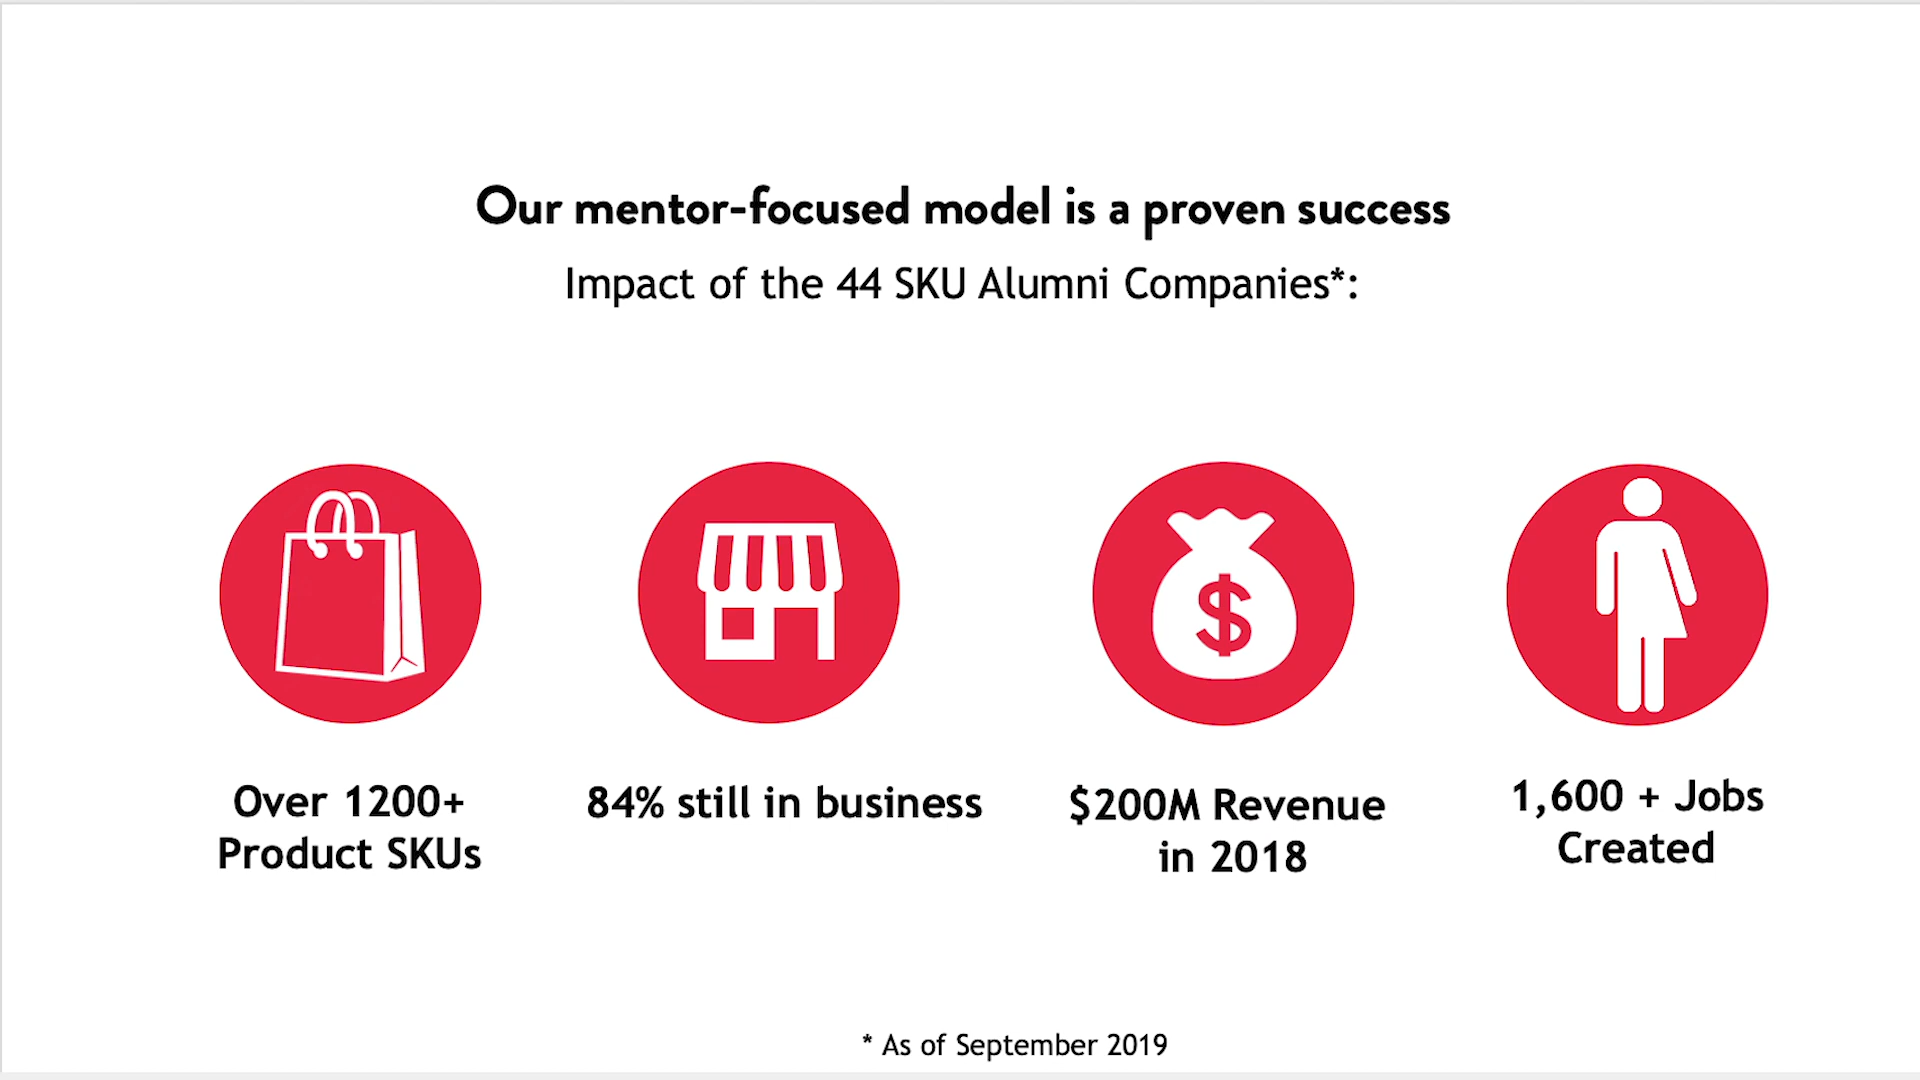 Our mentor-focused model is a proven success
Impact of the 44 SKU Alumni Companies*:
$
Over 1200+
Product SKUs
84% still in business
$200M Revenue
in 2018
1,600 + Jobs
Created
* As of September 2019